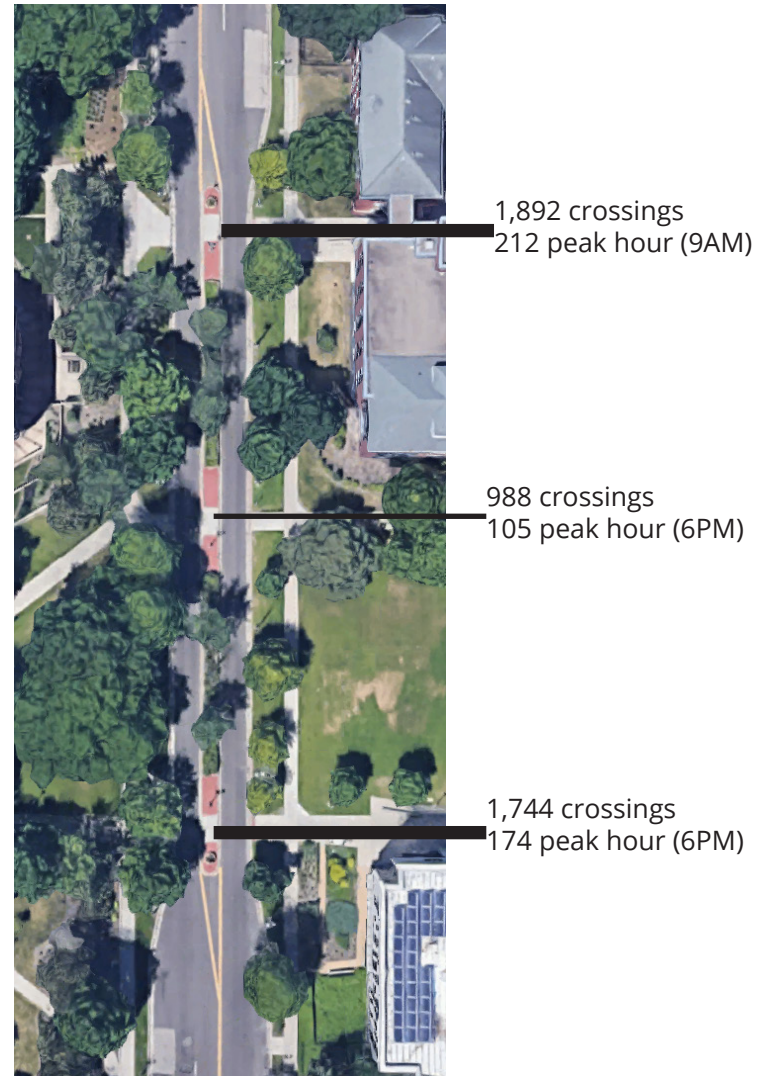 1,892 crossings
212 peak hour (9AM)
988 crossings
105 peak hour (6PM)
1,744 crossings
174 peak hour (6PM)